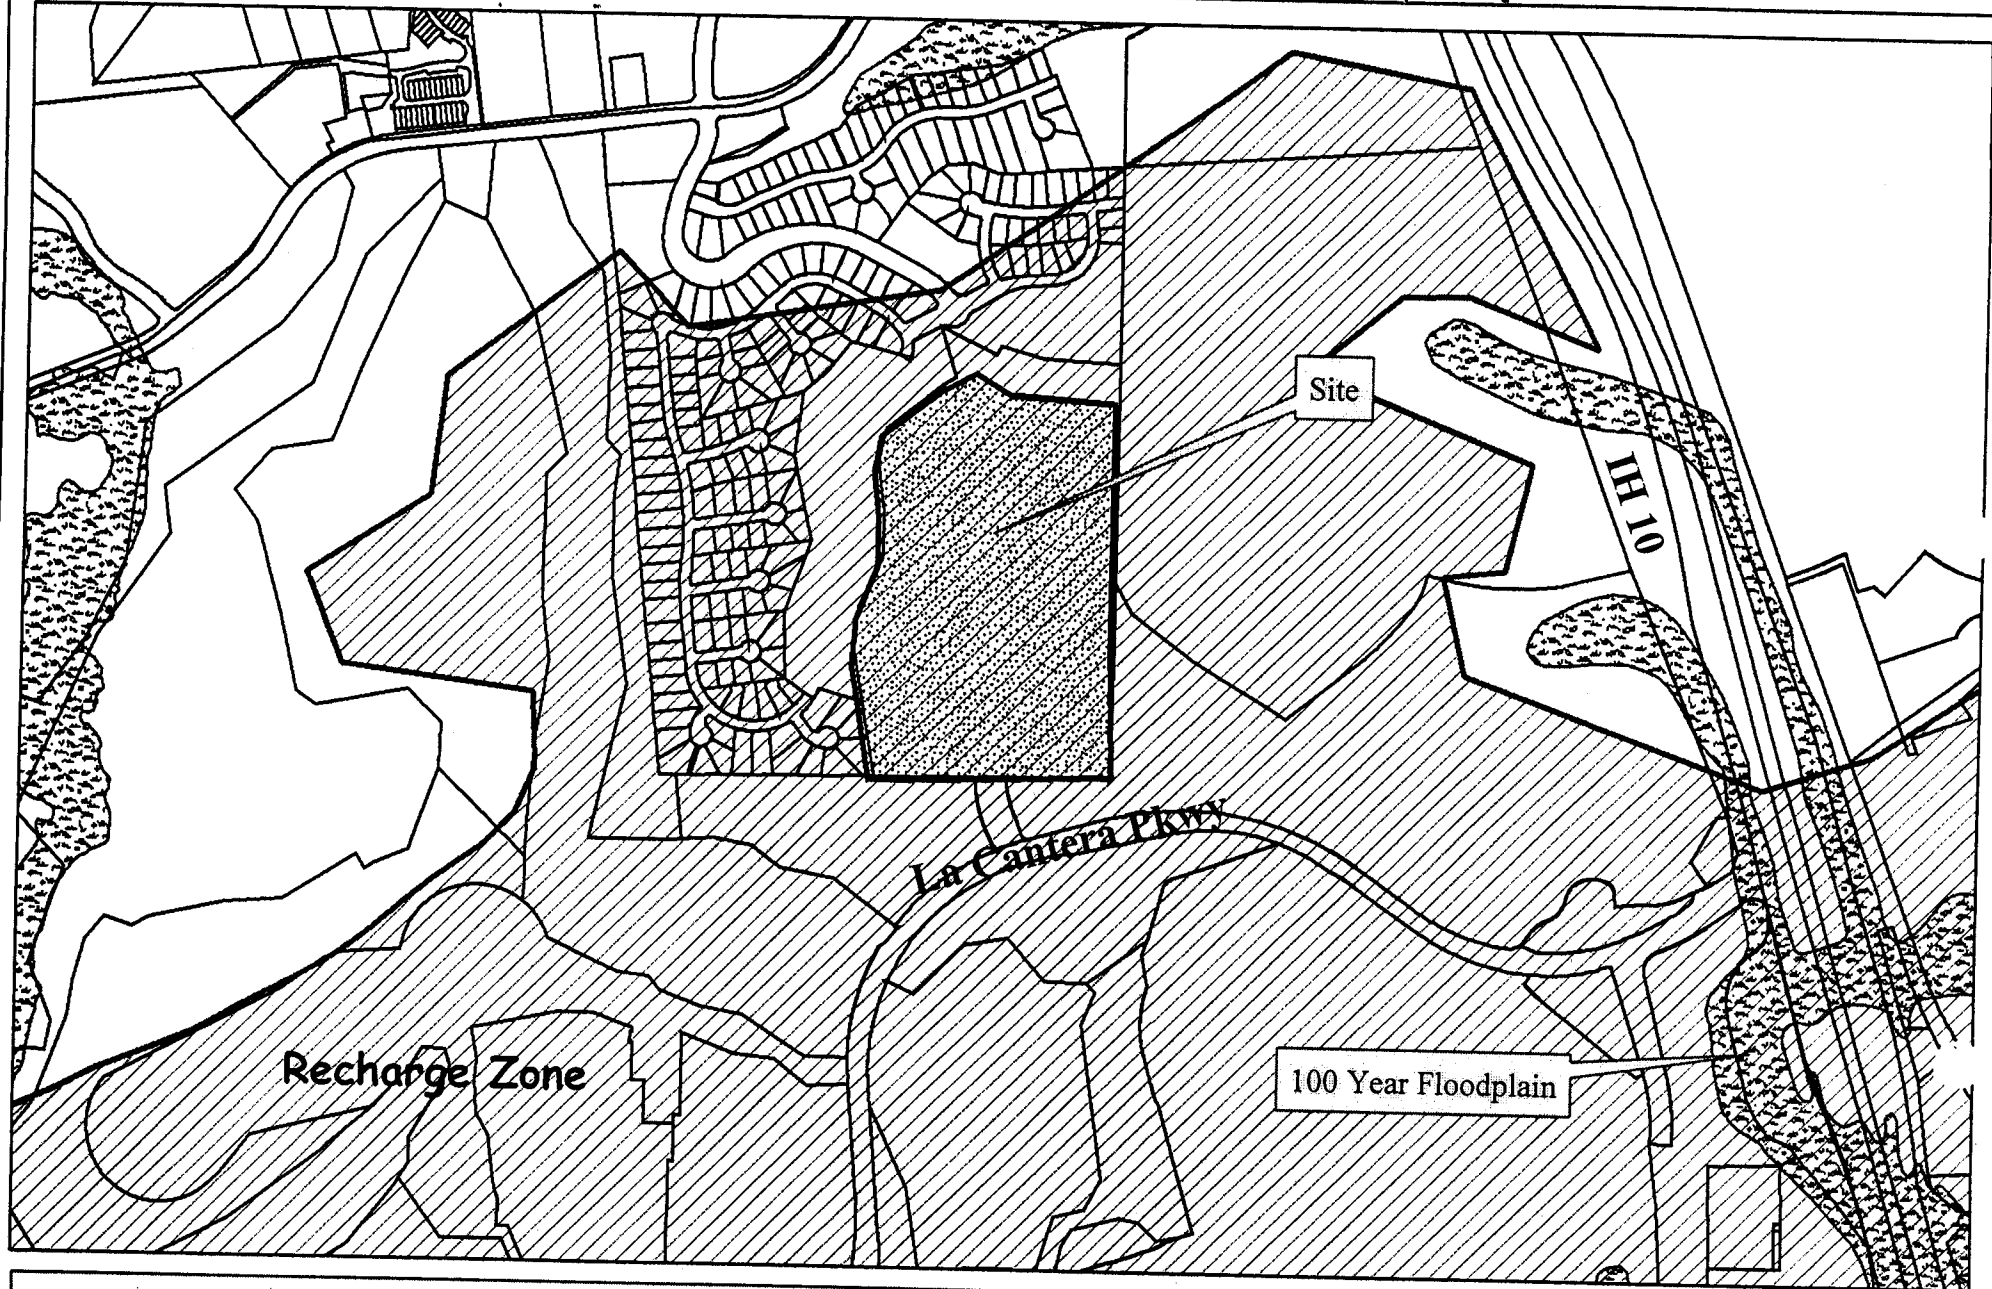 Site
IH 10
La Cantera Pkwy
Recharge Zone
100 Year Floodplain